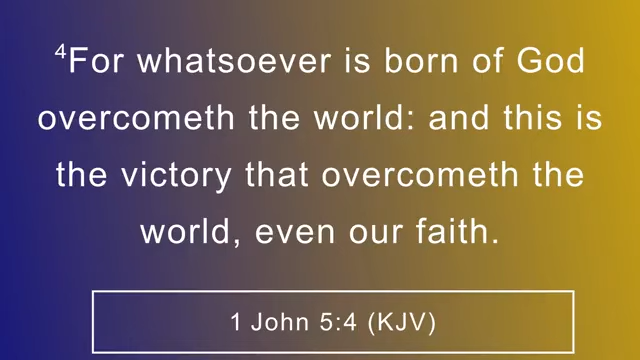 ⁴For whatsoever is born of God
overcometh the world: and this is
the victory that overcometh the
world, even our faith.
1 John 5:4 (KJV)